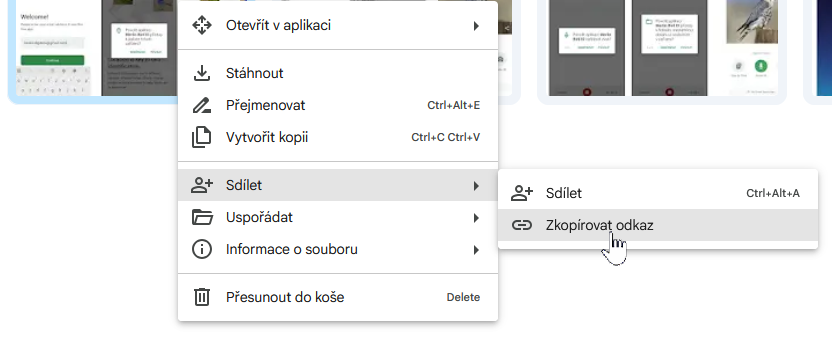 Welcome!
Otevřít v aplikaci
Stáhnout
Přejmenovat Ctrl+Alt+E
Vytvořit kopii Ctrl+C Ctrl+V
Sdílet
Sdílet Ctrl+Alt+A
Uspořádat
Zkopírovat odkaz
Informace o souboru
Přesunout do koše Delete